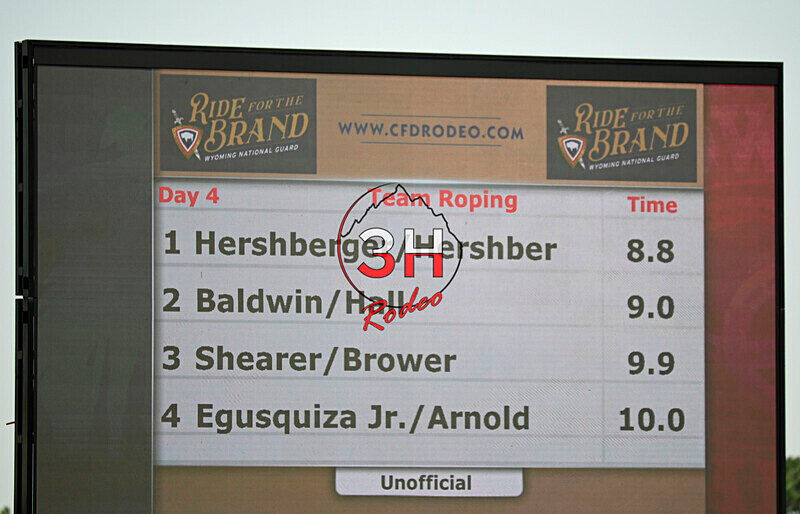 RIDE FOR THE BRAND
WYOMING NATIONAL GUARD
WWW.CFDRODEO.COM
RIDE FOR THE BRAND
WYOMING NATIONAL GUARD
Day 4 Team Roping Time
1 Hershberger/Hershber 8.8
2 Baldwin/Hall 9.0
3 Shearer/Brower 9.9
4 Egusquiza Jr./Arnold 10.0
Unofficial
3H
Rodeo